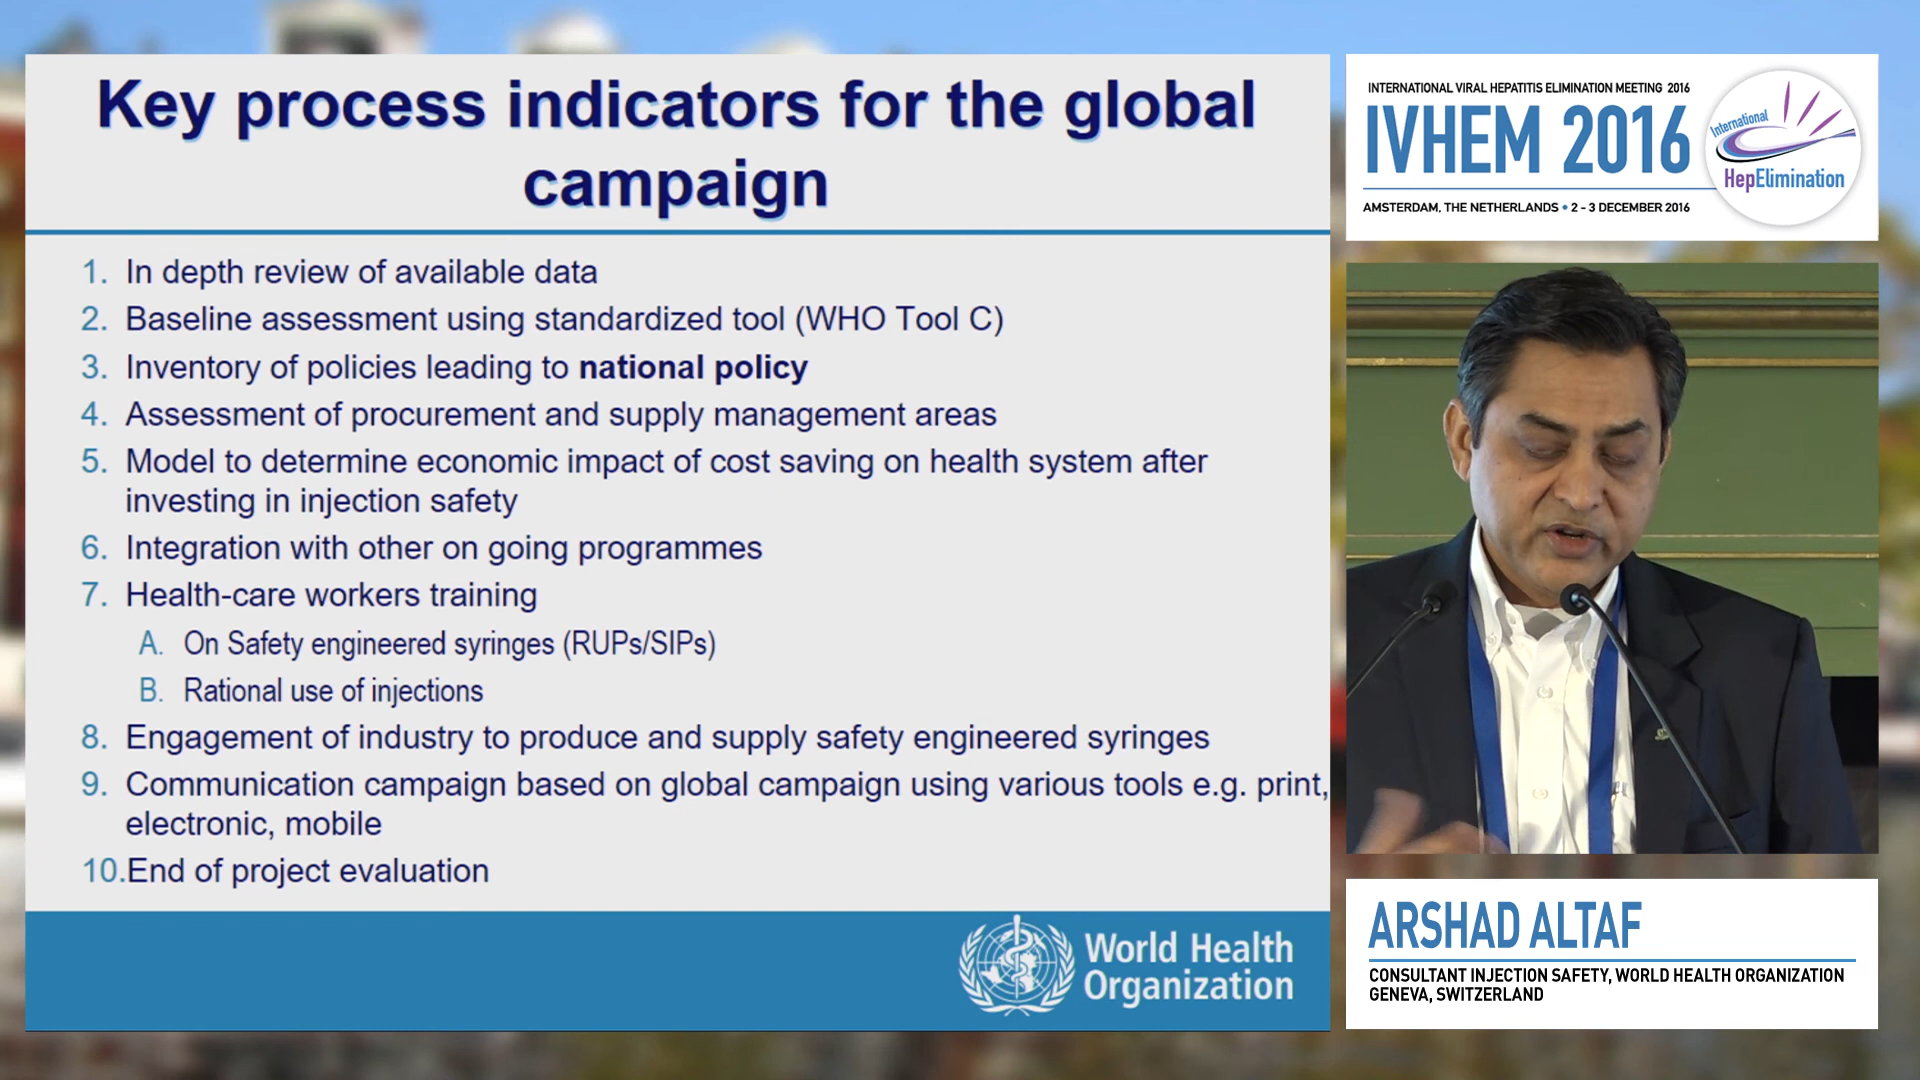 Key process indicators for the global
campaign
1. In depth review of available data
2. Baseline assessment using standardized tool (WHO Tool C)
3. Inventory of policies leading to national policy
4. Assessment of procurement and supply management areas
5. Model to determine economic impact of cost saving on health system after
investing in injection safety
6. Integration with other on going programmes
7. Health-care workers training
A. On Safety engineered syringes (RUPs/SIPs)
B. Rational use of injections
8. Engagement of industry to produce and supply safety engineered syringes
9. Communication campaign based on global campaign using various tools e.g. print,
electronic, mobile
10.End of project evaluation
World Health
Organization
INTERNATIONAL VIRAL HEPATITIS ELIMINATION MEETING 2016
IVHEM 2016
AMSTERDAM, THE NETHERLANDS • 2 - 3 DECEMBER 2016
International
HepElimination
ARSHAD ALTAF
CONSULTANT INJECTION SAFETY, WORLD HEALTH ORGANIZATION
GENEVA, SWITZERLAND